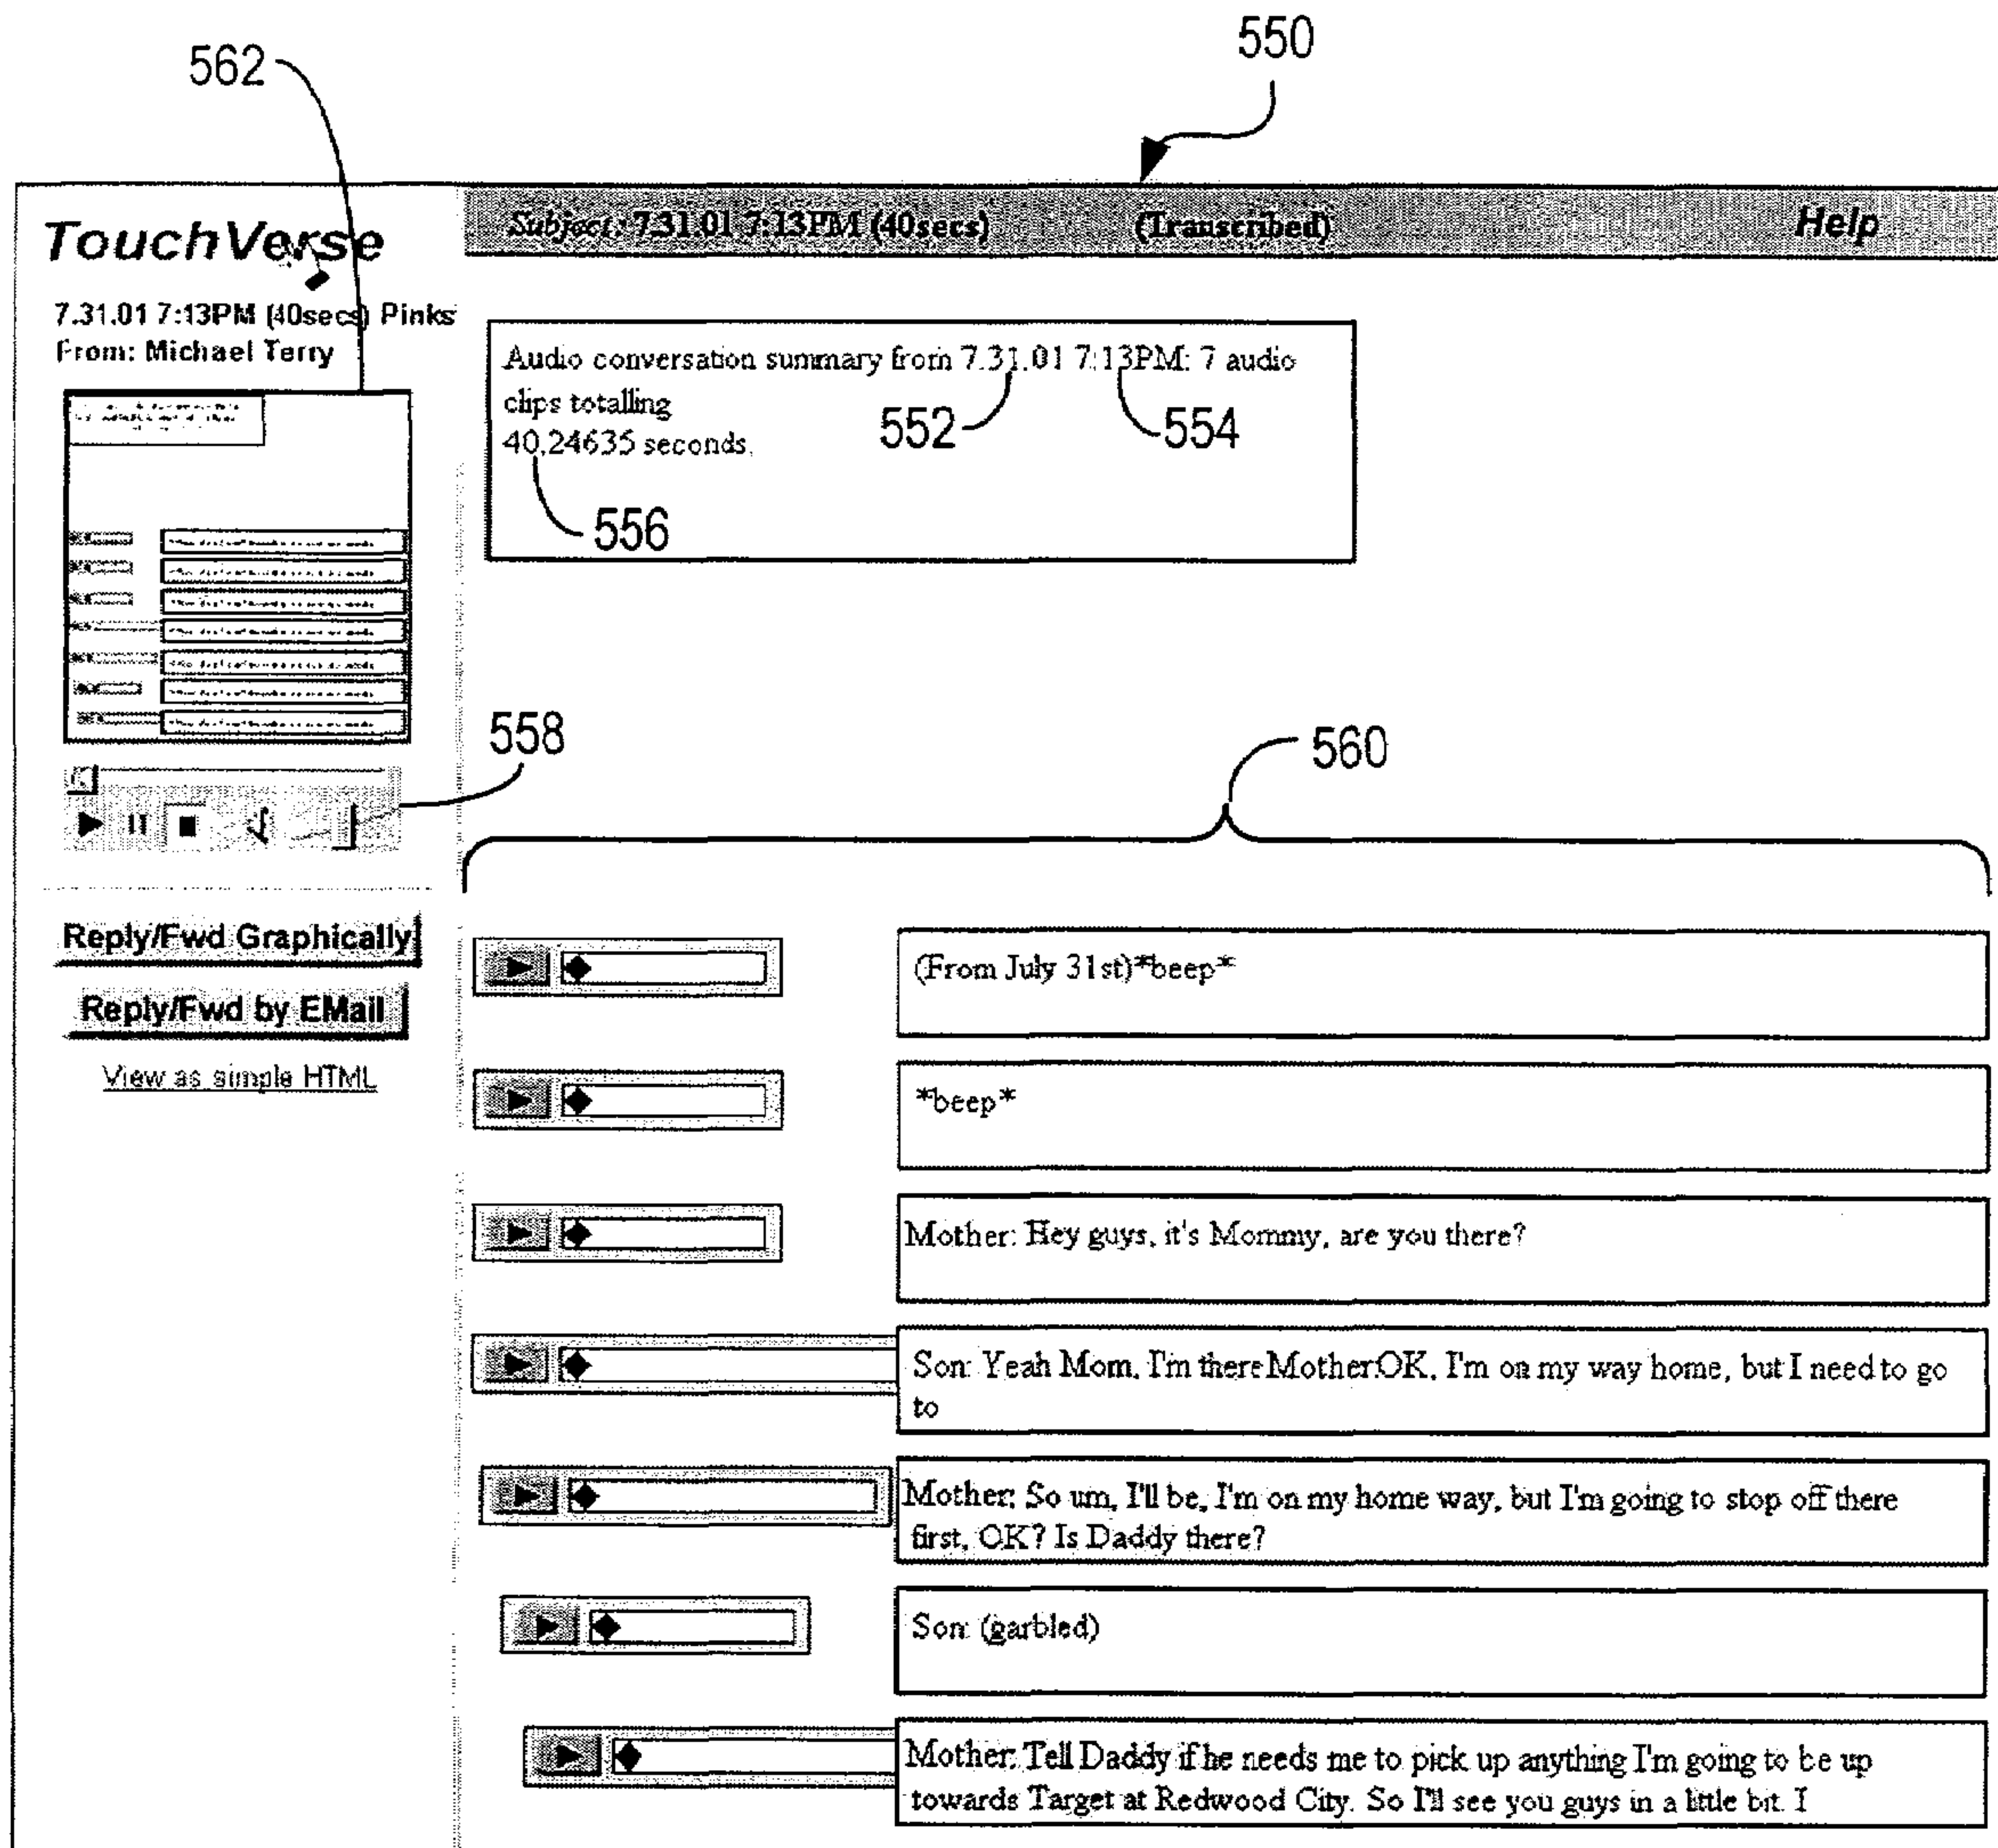 562
550
TouchVerse
Subject: 7.31.01 7:13PM (40secs) (Transcribed) Help
7.31.01 7:13PM (40secs) Pinks
From: Michael Terry
Audio conversation summary from 7.31.01 7:13PM: 7 audio
clips totalling
40.24635 seconds.
552
554
556
558
560
Reply/Fwd Graphically
Reply/Fwd by EMail
View as simple HTML
(From July 31st)*beep*
*beep*
Mother: Hey guys, it's Mommy, are you there?
Son: Yeah Mom, I'm thereMother:OK, I'm on my way home, but I need to go
to
Mother: So um, I'll be, I'm on my home way, but I'm going to stop off there
first, OK? Is Daddy there?
Son: (garbled)
Mother: Tell Daddy if he needs me to pick up anything I'm going to be up
towards Target at Redwood City. So I'll see you guys in a little bit. I